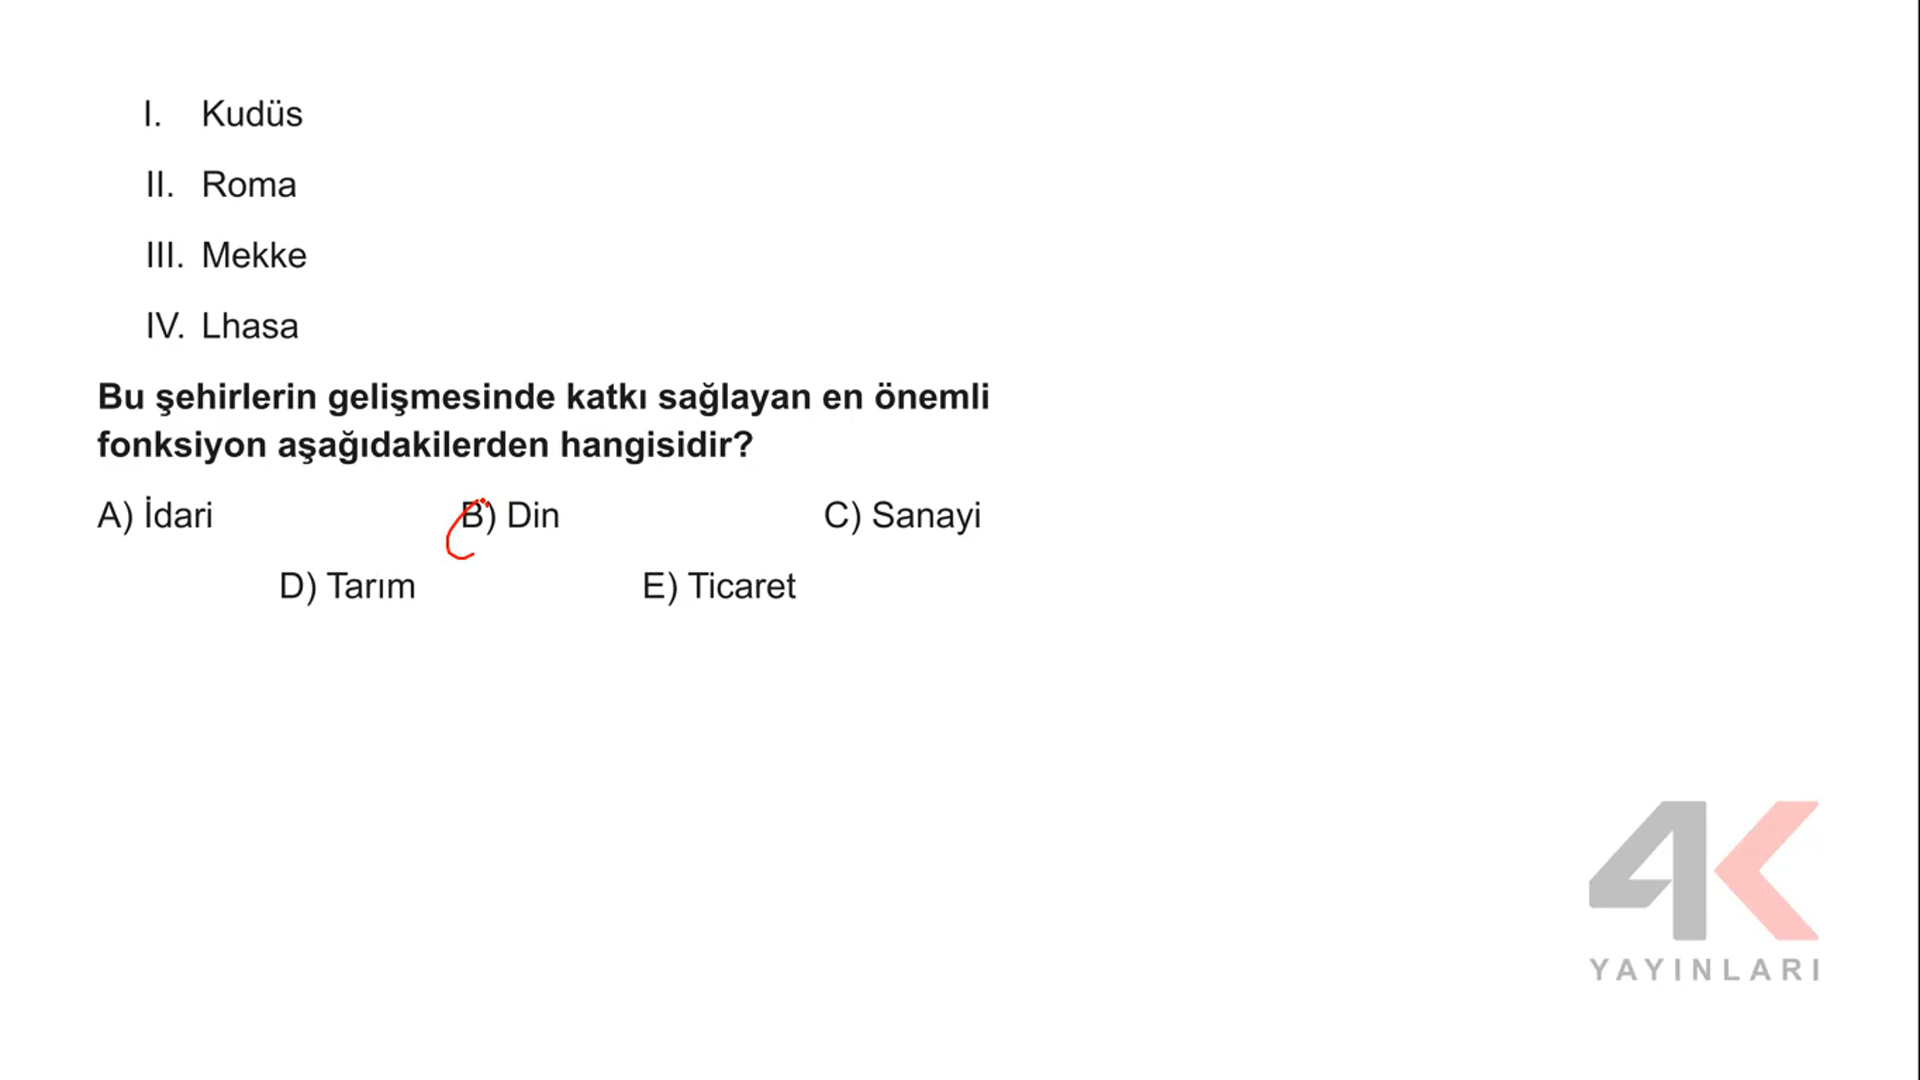 I. Kudüs
II. Roma
III. Mekke
IV. Lhasa
Bu şehirlerin gelişmesinde katkı sağlayan en önemli
fonksiyon aşağıdakilerden hangisidir?
A) İdari B) Din C) Sanayi
D) Tarım E) Ticaret
4K
YAYINLARI